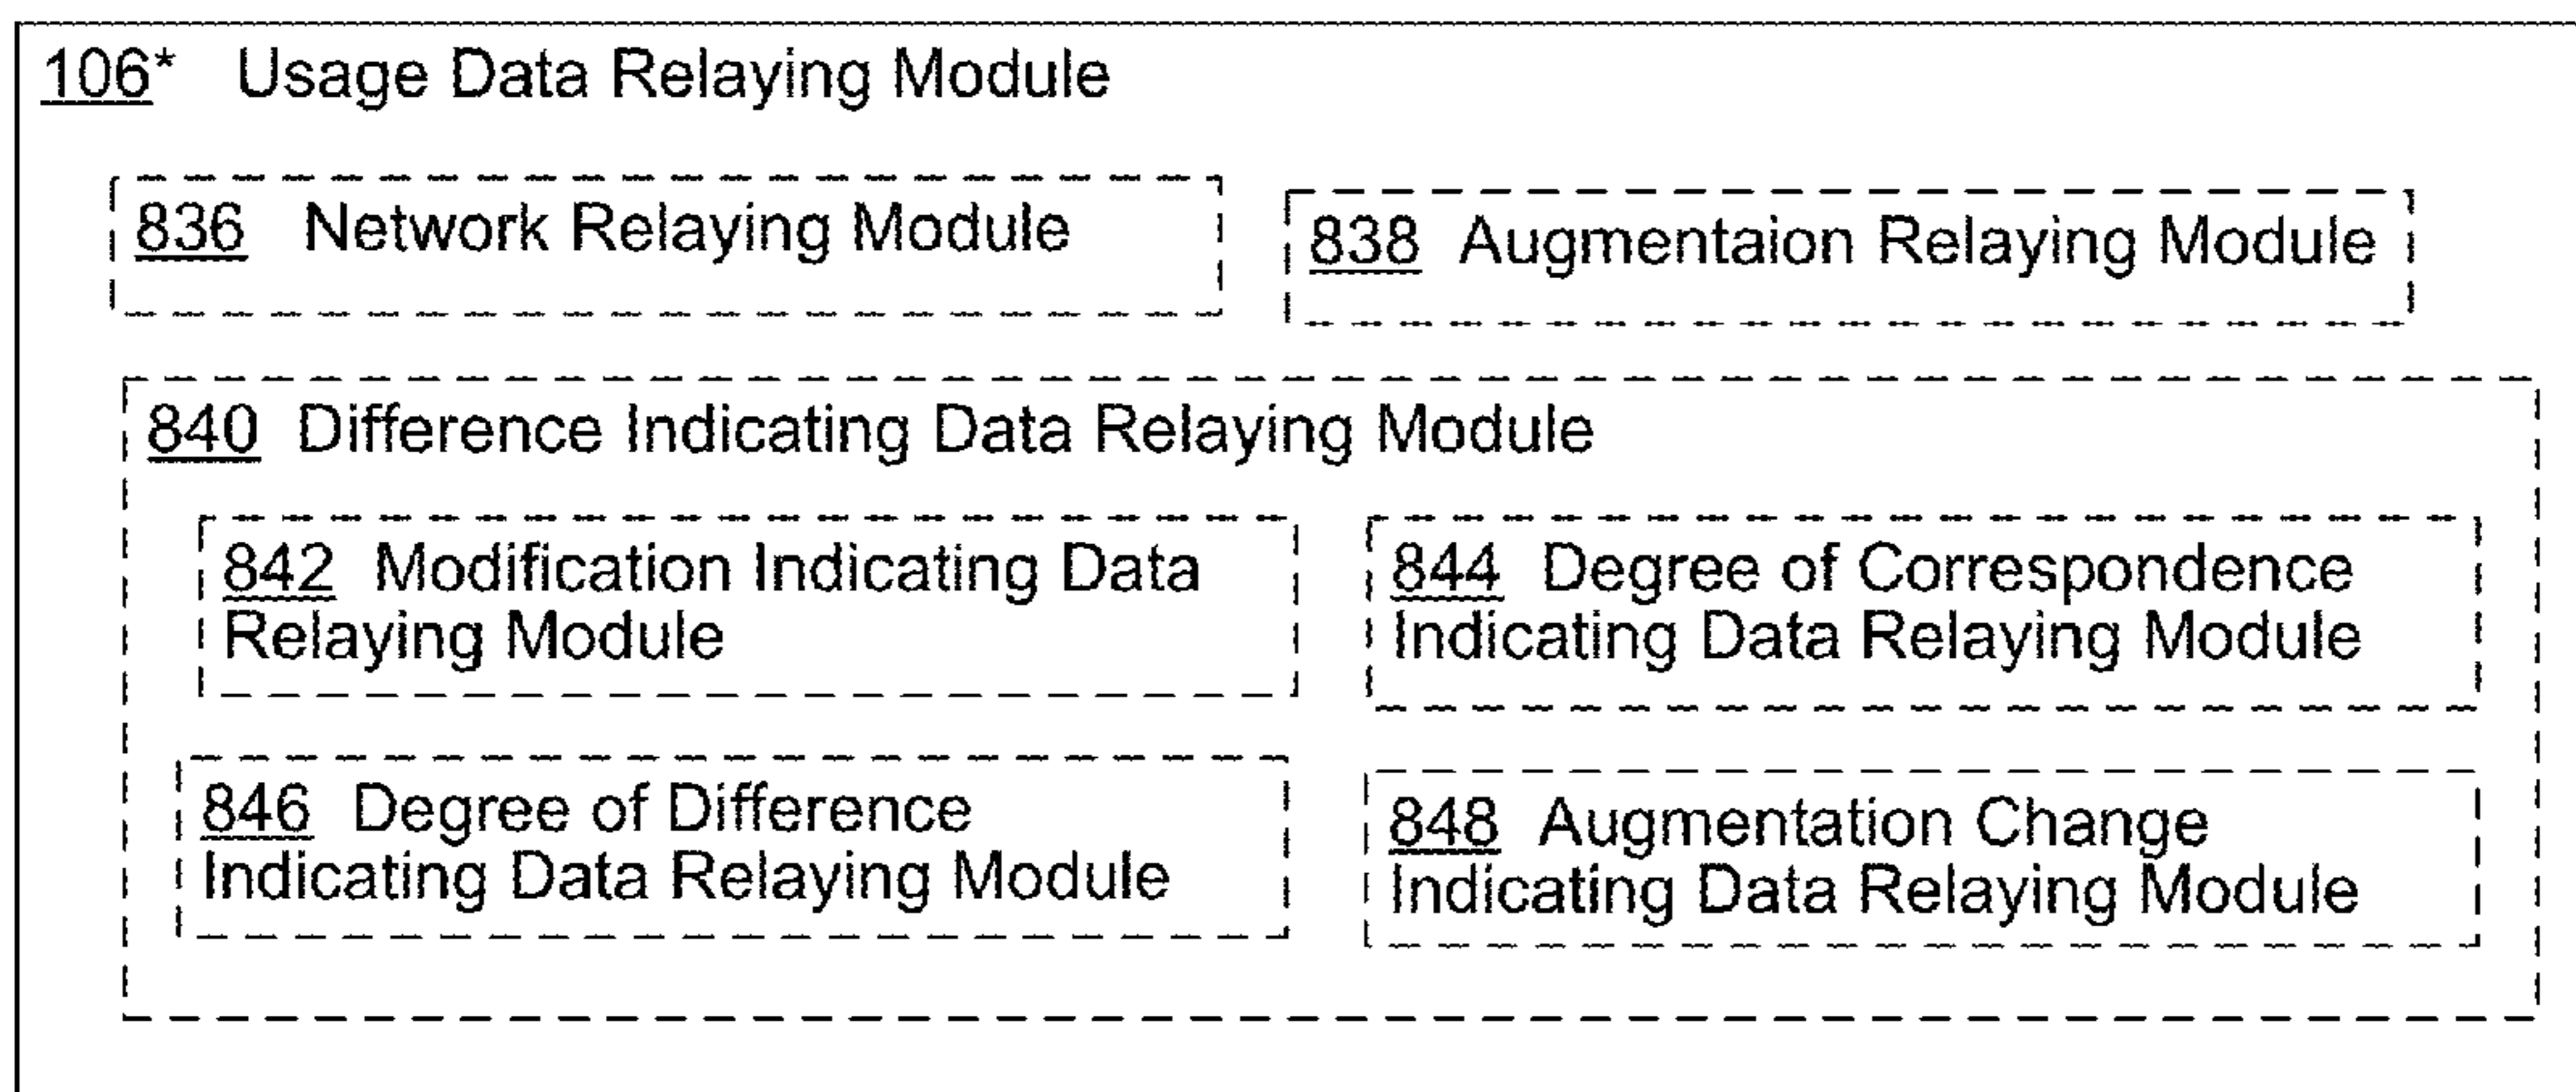 106* Usage Data Relaying Module
836 Network Relaying Module
838 Augmentaion Relaying Module
840 Difference Indicating Data Relaying Module
842 Modification Indicating Data
Relaying Module
844 Degree of Correspondence
Indicating Data Relaying Module
846 Degree of Difference
Indicating Data Relaying Module
848 Augmentation Change
Indicating Data Relaying Module